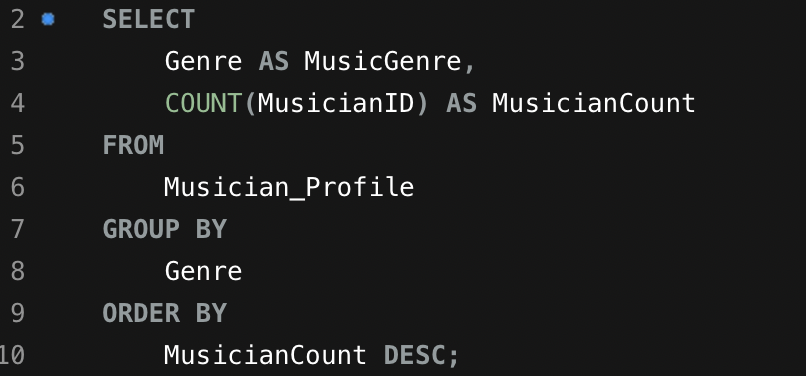 2 SELECT
3 Genre AS MusicGenre,
4 COUNT(MusicianID) AS MusicianCount
5 FROM
6 Musician_Profile
7 GROUP BY
8 Genre
9 ORDER BY
10 MusicianCount DESC;